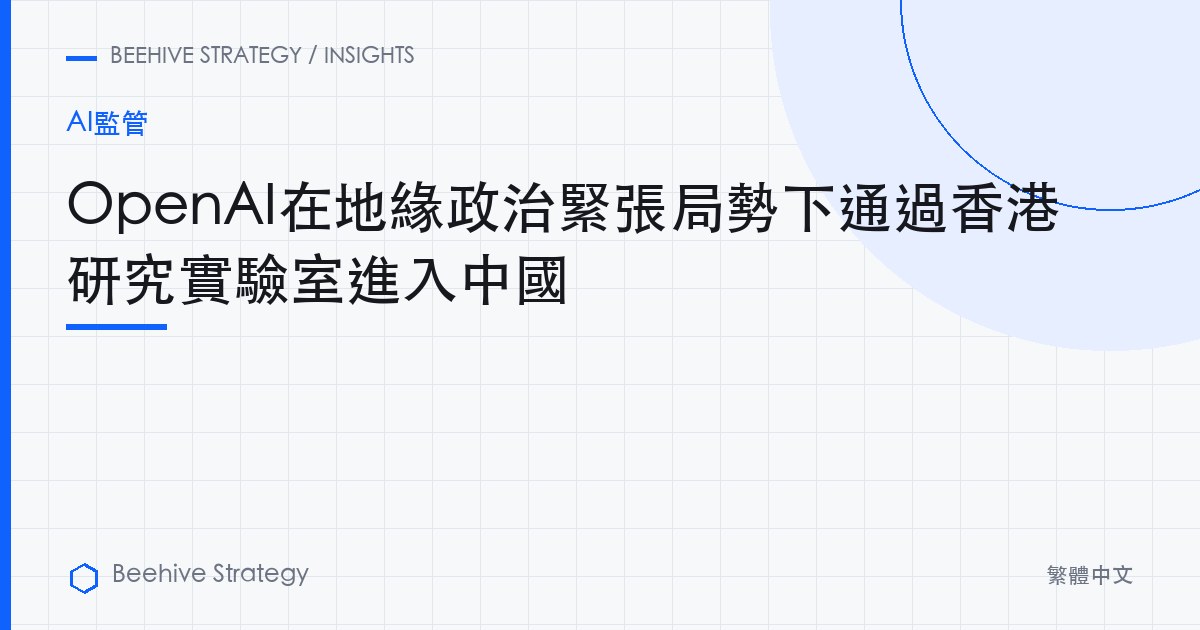 BEEHIVE STRATEGY / INSIGHTS
AI監管
OpenAI在地緣政治緊張局勢下通過香港
研究實驗室進入中國
Beehive Strategy
繁體中文